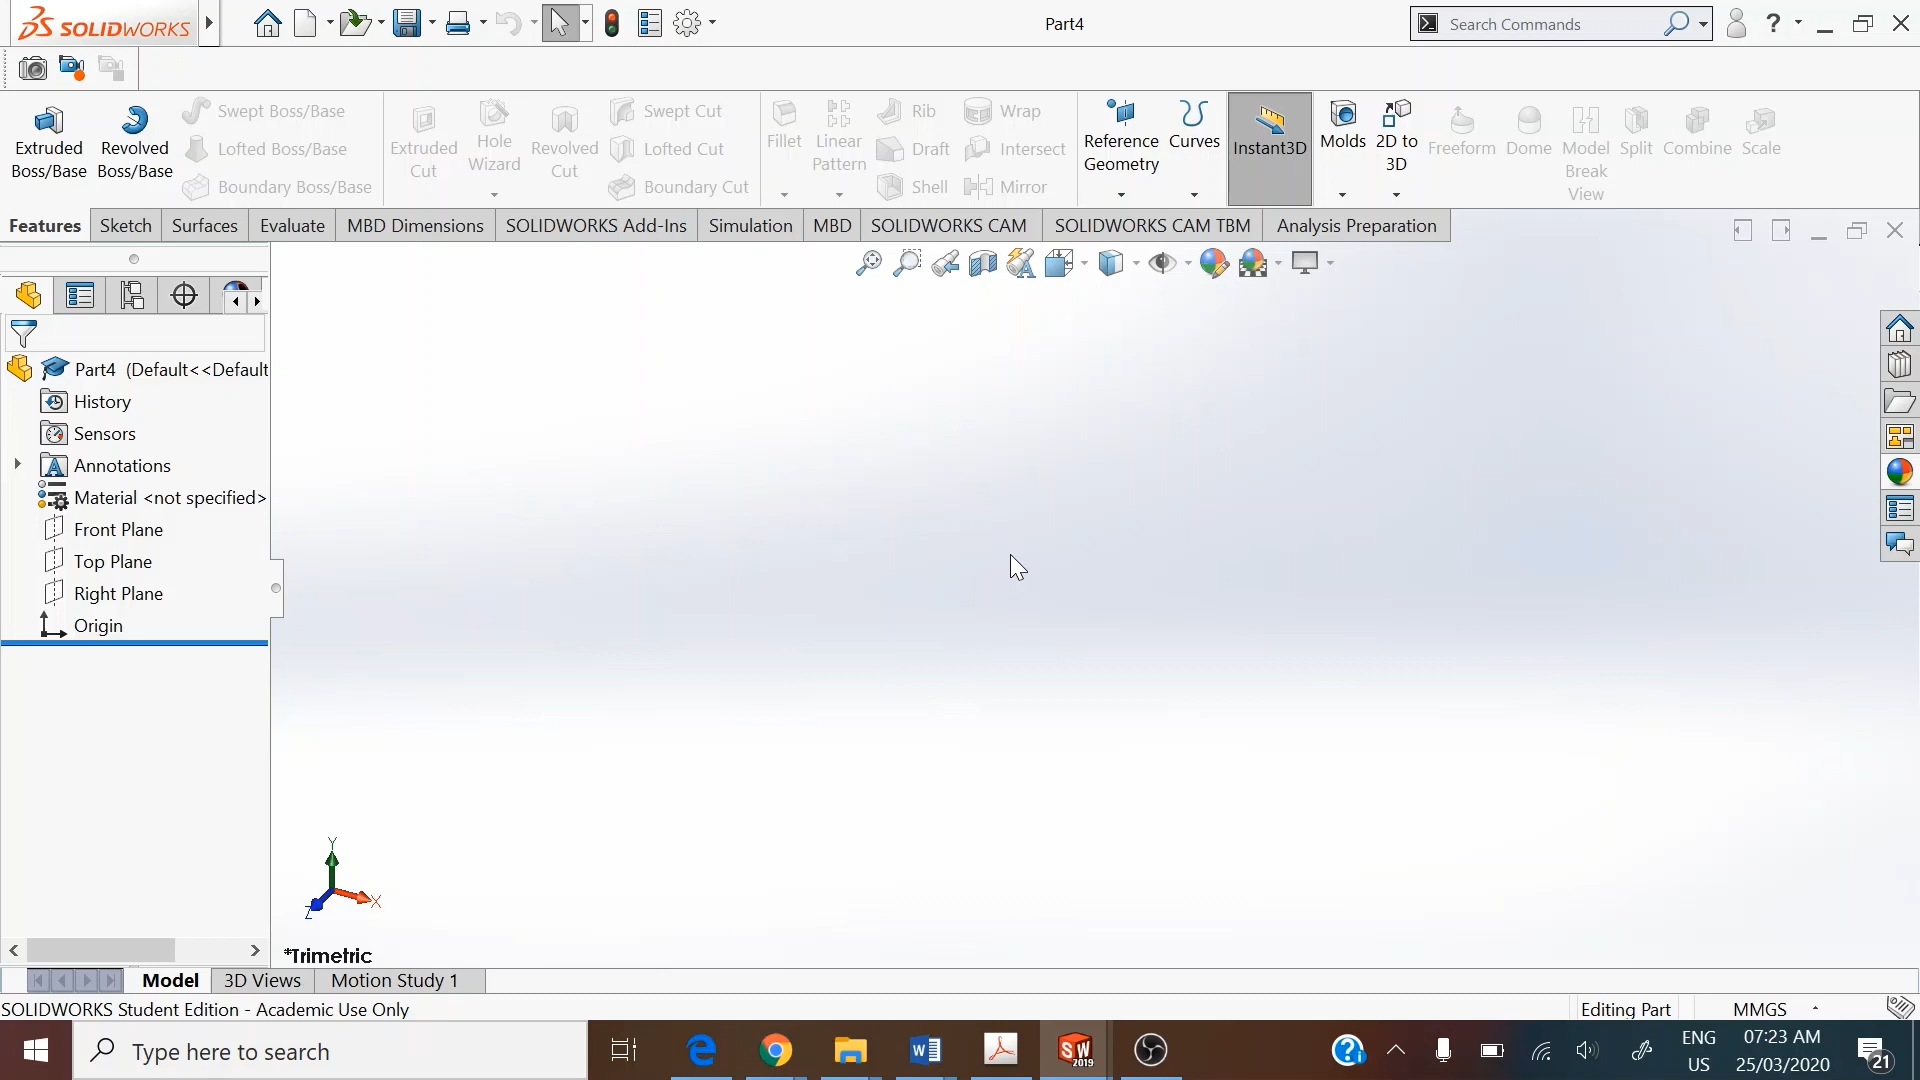 SOLIDWORKS
Part4
Search Commands
?
Extruded Boss/Base
Revolved Boss/Base
Swept Boss/Base
Lofted Boss/Base
Boundary Boss/Base
Extruded Cut
Hole Wizard
Revolved Cut
Swept Cut
Lofted Cut
Boundary Cut
Fillet
Linear Pattern
Rib
Draft
Shell
Wrap
Intersect
Mirror
Reference Geometry
Curves
Instant3D
Molds
2D to 3D
Freeform
Dome
Model Break View
Split
Combine
Scale
Features
Sketch
Surfaces
Evaluate
MBD Dimensions
SOLIDWORKS Add-Ins
Simulation
MBD
SOLIDWORKS CAM
SOLIDWORKS CAM TBM
Analysis Preparation
Part4 (Default<<Default
History
Sensors
Annotations
Material <not specified>
Front Plane
Top Plane
Right Plane
Origin
Y
X
Z
*Trimetric
Model
3D Views
Motion Study 1
SOLIDWORKS Student Edition - Academic Use Only
Editing Part
MMGS
Type here to search
SW
2019
ENG
US
07:23 AM
25/03/2020
21